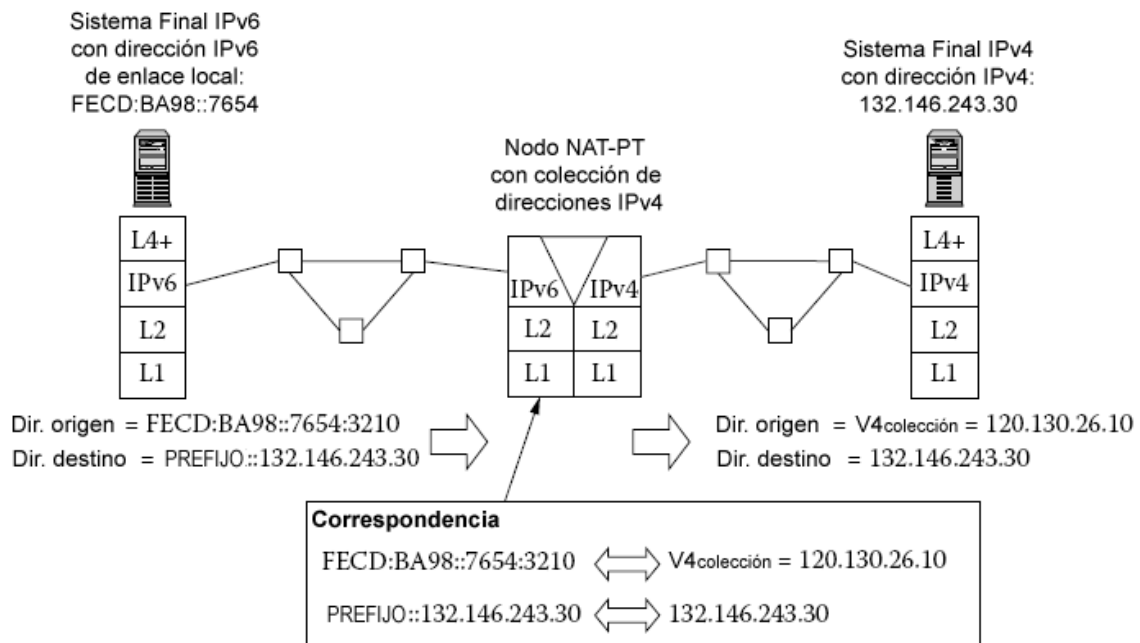 Sistema Final IPv6
con dirección IPv6
de enlace local:
FECD:BA98::7654
Sistema Final IPv4
con dirección IPv4:
132.146.243.30
Nodo NAT-PT
con colección de
direcciones IPv4
L4+
IPv6
L2
L1
IPv6 IPv4
L2 L2
L1 L1
L4+
IPv4
L2
L1
Dir. origen = FECD:BA98::7654:3210
Dir. destino = PREFIJO::132.146.243.30
Dir. origen = V4colección = 120.130.26.10
Dir. destino = 132.146.243.30
Correspondencia
FECD:BA98::7654:3210 V4colección = 120.130.26.10
PREFIJO::132.146.243.30 132.146.243.30